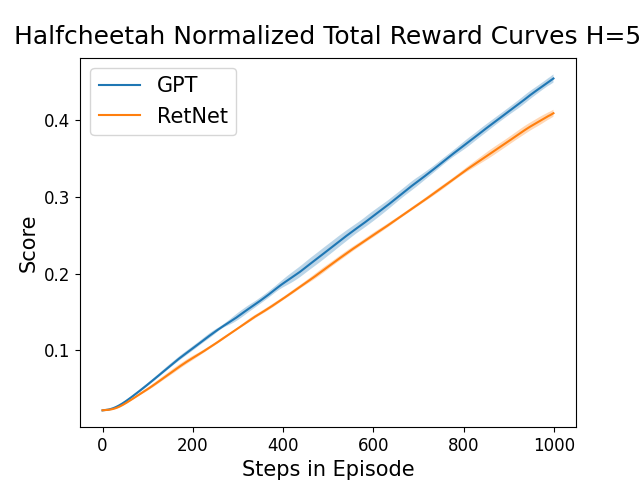 Halfcheetah Normalized Total Reward Curves H=5
GPT
RetNet
Score
0.4
0.3
0.2
0.1
0 200 400 600 800 1000
Steps in Episode